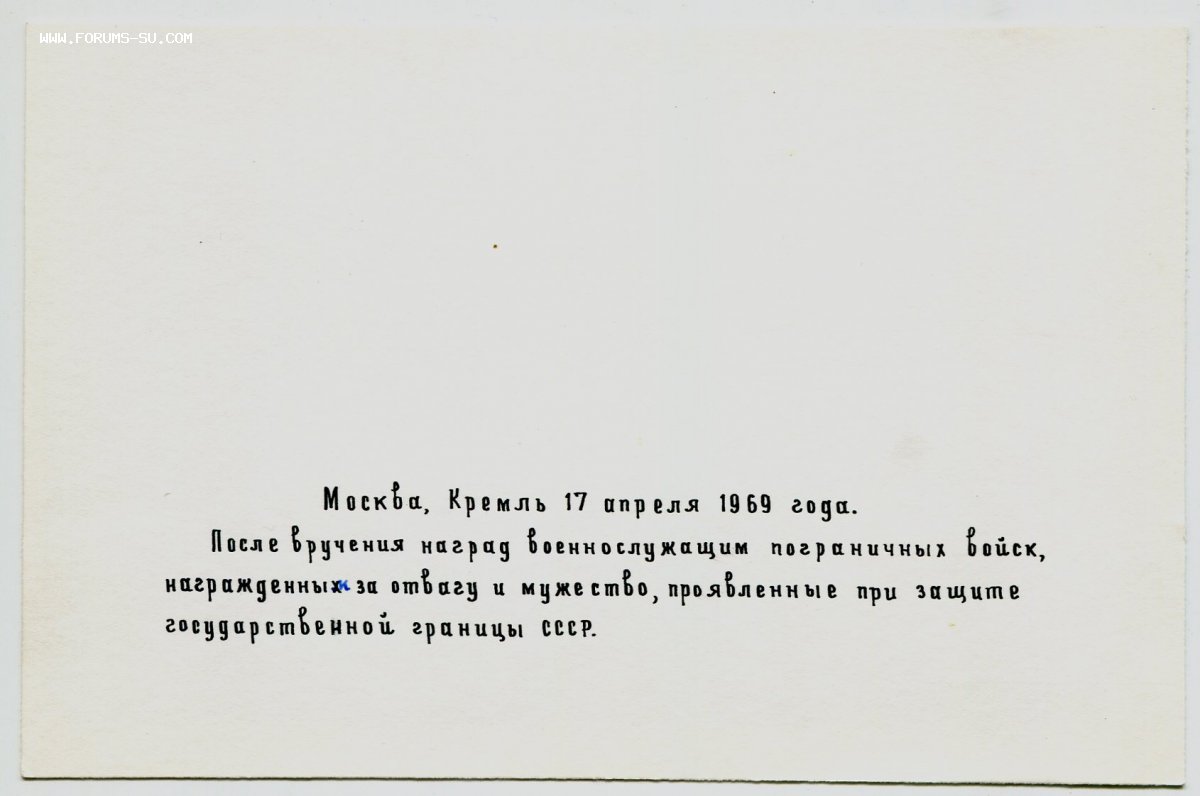 WWW.FORUMS-SU.COM
Москва, Кремль 17 апреля 1969 года.
После вручения наград военнослужащим пограничных войск,
награжденных за отвагу и мужество, проявленные при защите
государственной границы СССР.